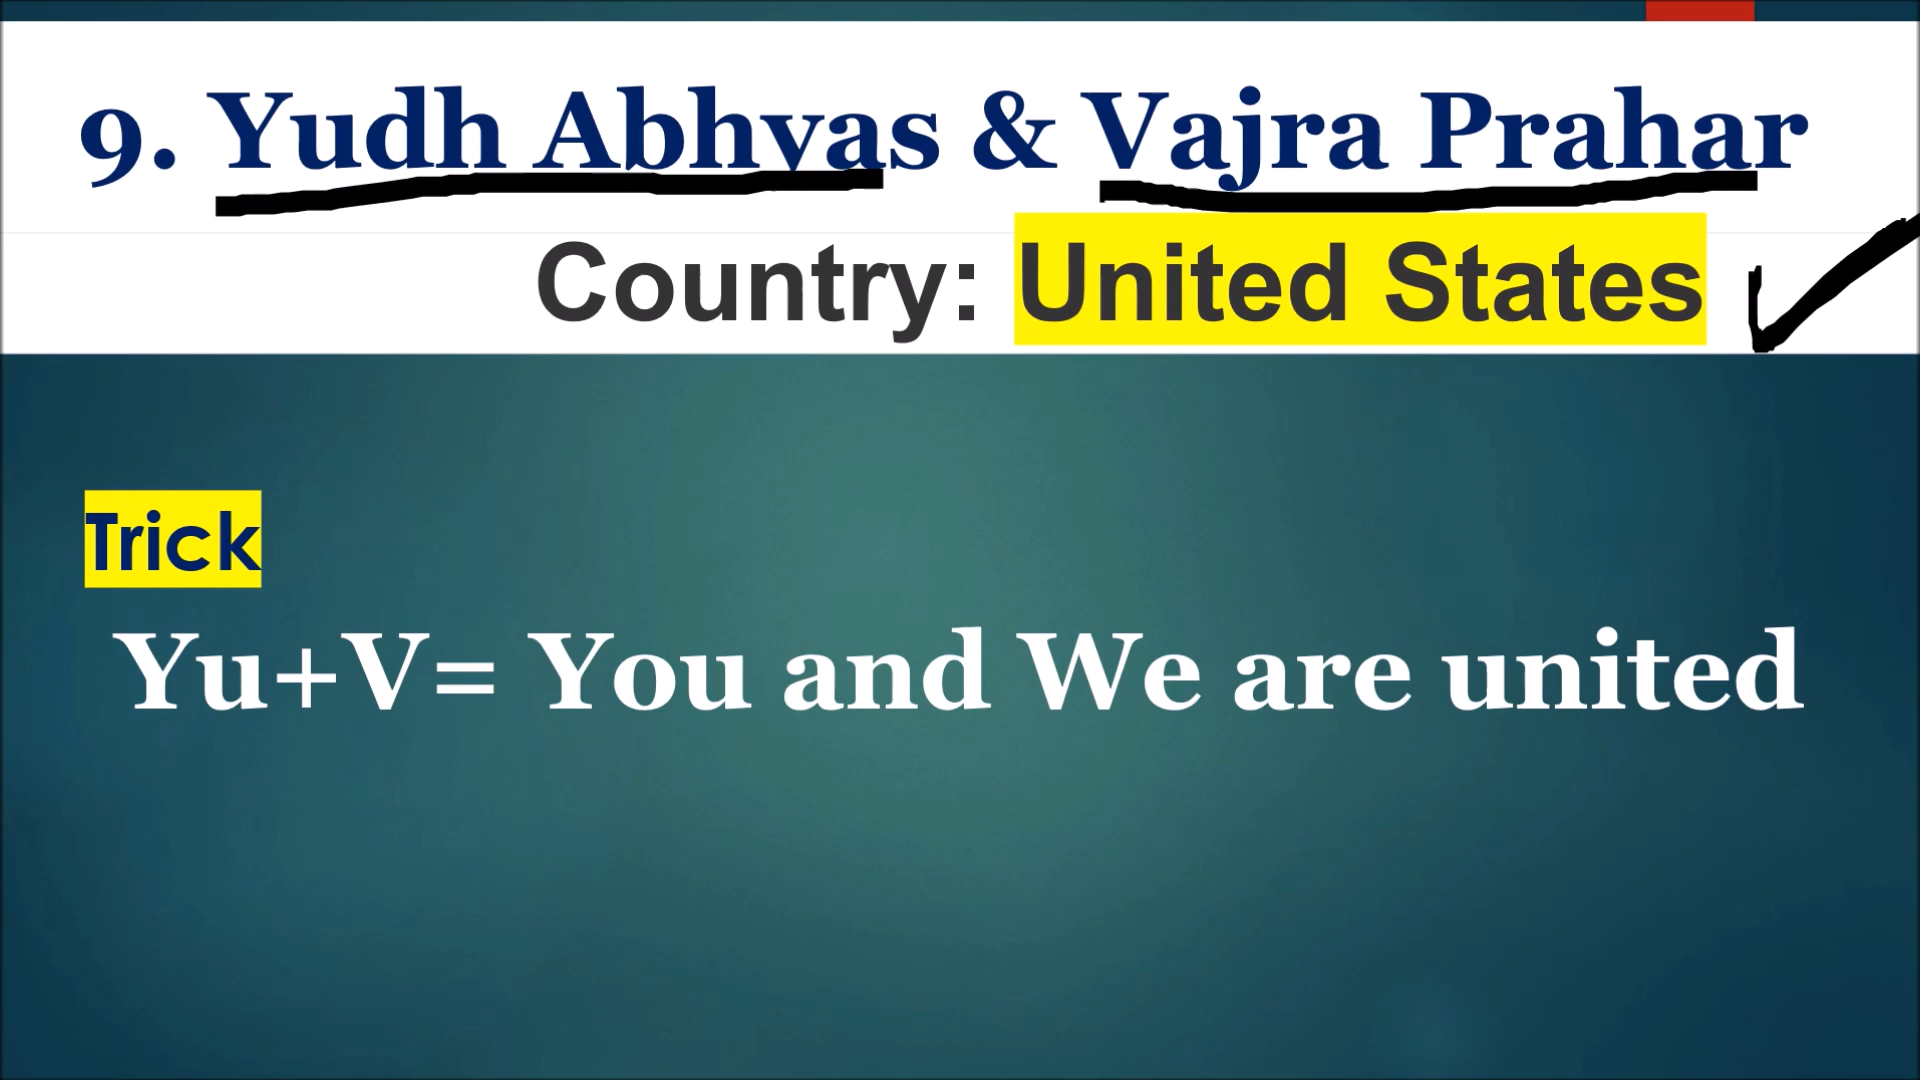 9. Yudh Abhyas & Vajra Prahar
Country: United States
Trick
Yu+V= You and We are united